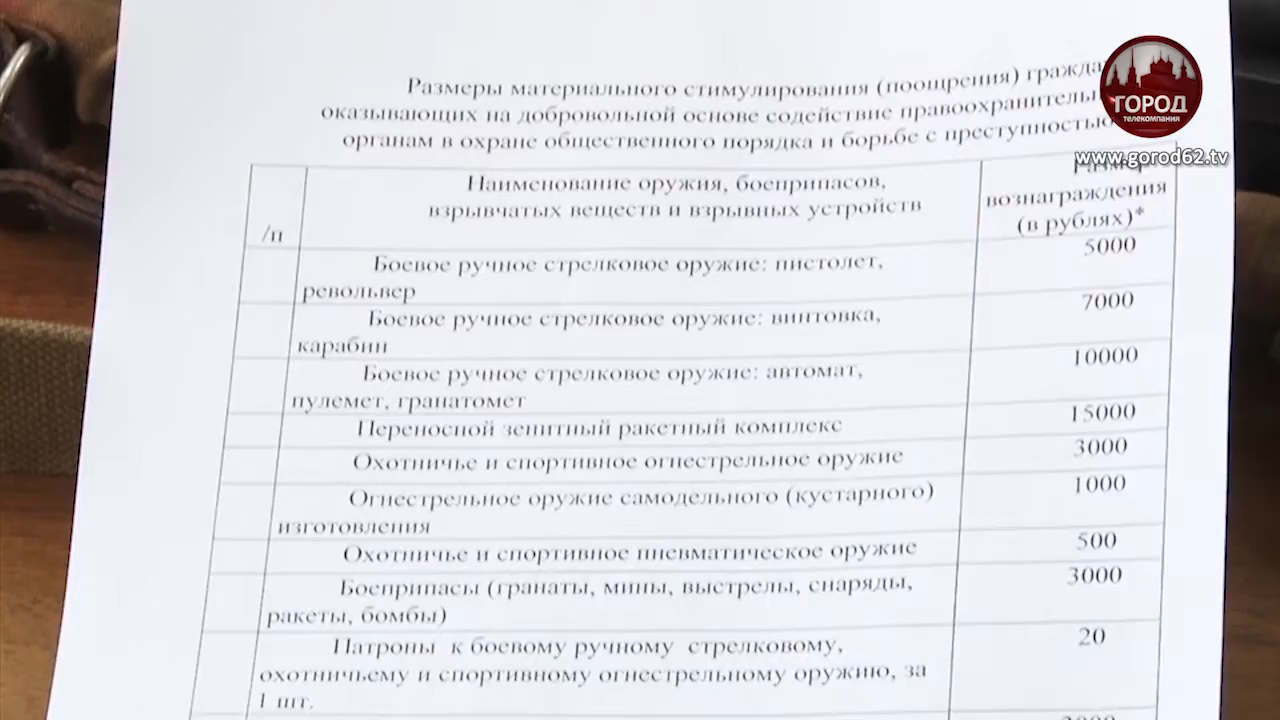 Размеры материального стимулирования (поощрения)
оказывающих на добровольной основе содействие
органам в охране общественного порядка и борьбе с преступностью
ГОРОД
телекомпания
www.gorod62.tv
/п
Наименование оружия, боеприпасов,
взрывчатых веществ и взрывных устройств
Размер
вознаграждения
(в рублях)*
Боевое ручное стрелковое оружие: пистолет,
револьвер
5000
Боевое ручное стрелковое оружие: винтовка,
карабин
7000
Боевое ручное стрелковое оружие: автомат,
пулемет, гранатомет
10000
Переносной зенитный ракетный комплекс
15000
Охотничье и спортивное огнестрельное оружие
3000
Огнестрельное оружие самодельного (кустарного)
изготовления
1000
Охотничье и спортивное пневматическое оружие
500
Боеприпасы (гранаты, мины, выстрелы, снаряды,
ракеты, бомбы)
3000
Патроны к боевому ручному стрелковому,
охотничьему и спортивному огнестрельному оружию, за
1 шт.
20